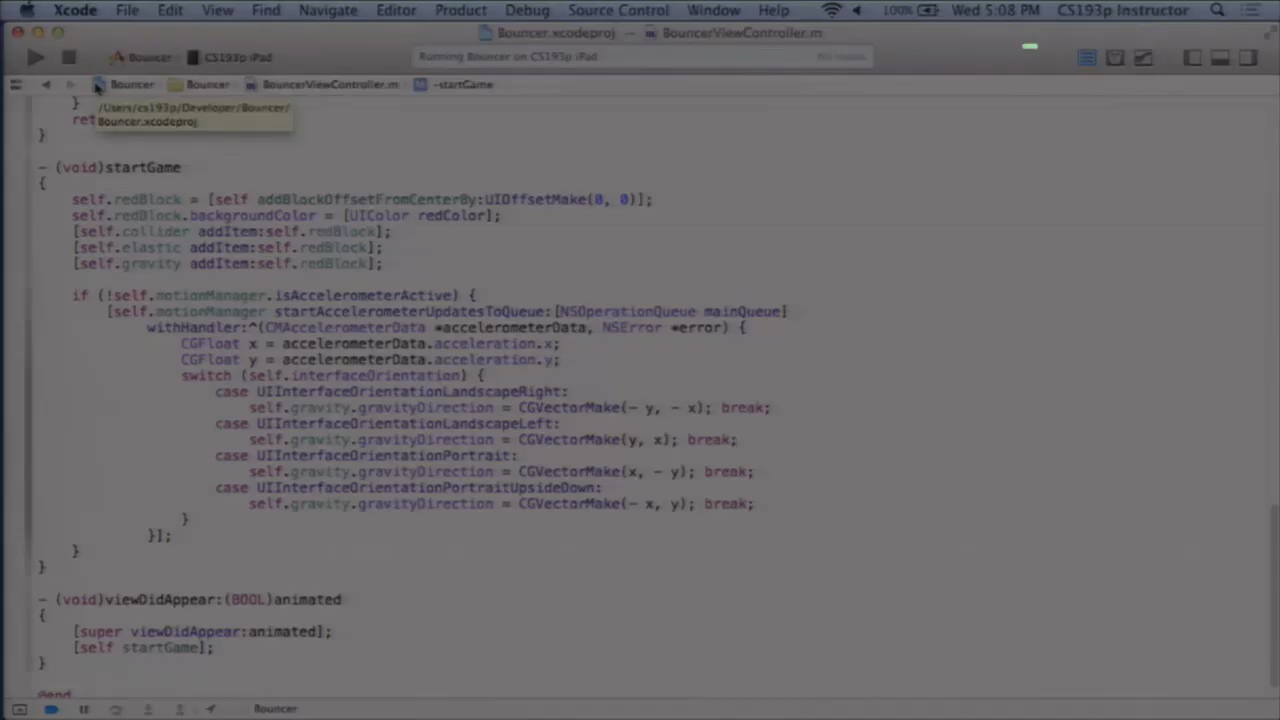 Xcode File Edit View Find Navigate Editor Product Debug Source Control Window Help 100% Wed 5:08 PM CS193p Instructor
Bouncer.xcodeproj — BouncerViewController.m
Bouncer CS193p iPad Running Bouncer on CS193p iPad No Issues
Bouncer Bouncer BouncerViewController.m M -startGame
/Users/cs193p/Developer/Bouncer/
Bouncer.xcodeproj
}
ret
}
- (void)startGame
{
self.redBlock = [self addBlockOffsetFromCenterBy:UIOffsetMake(0, 0)];
self.redBlock.backgroundColor = [UIColor redColor];
[self.collider addItem:self.redBlock];
[self.elastic addItem:self.redBlock];
[self.gravity addItem:self.redBlock];
if (!self.motionManager.isAccelerometerActive) {
[self.motionManager startAccelerometerUpdatesToQueue:[NSOperationQueue mainQueue]
withHandler:^(CMAccelerometerData *accelerometerData, NSError *error) {
CGFloat x = accelerometerData.acceleration.x;
CGFloat y = accelerometerData.acceleration.y;
switch (self.interfaceOrientation) {
case UIInterfaceOrientationLandscapeRight:
self.gravity.gravityDirection = CGVectorMake(- y, - x); break;
case UIInterfaceOrientationLandscapeLeft:
self.gravity.gravityDirection = CGVectorMake(y, x); break;
case UIInterfaceOrientationPortrait:
self.gravity.gravityDirection = CGVectorMake(x, - y); break;
case UIInterfaceOrientationPortraitUpsideDown:
self.gravity.gravityDirection = CGVectorMake(- x, y); break;
}
}];
}
}
- (void)viewDidAppear:(BOOL)animated
{
[super viewDidAppear:animated];
[self startGame];
}
@end
Bouncer